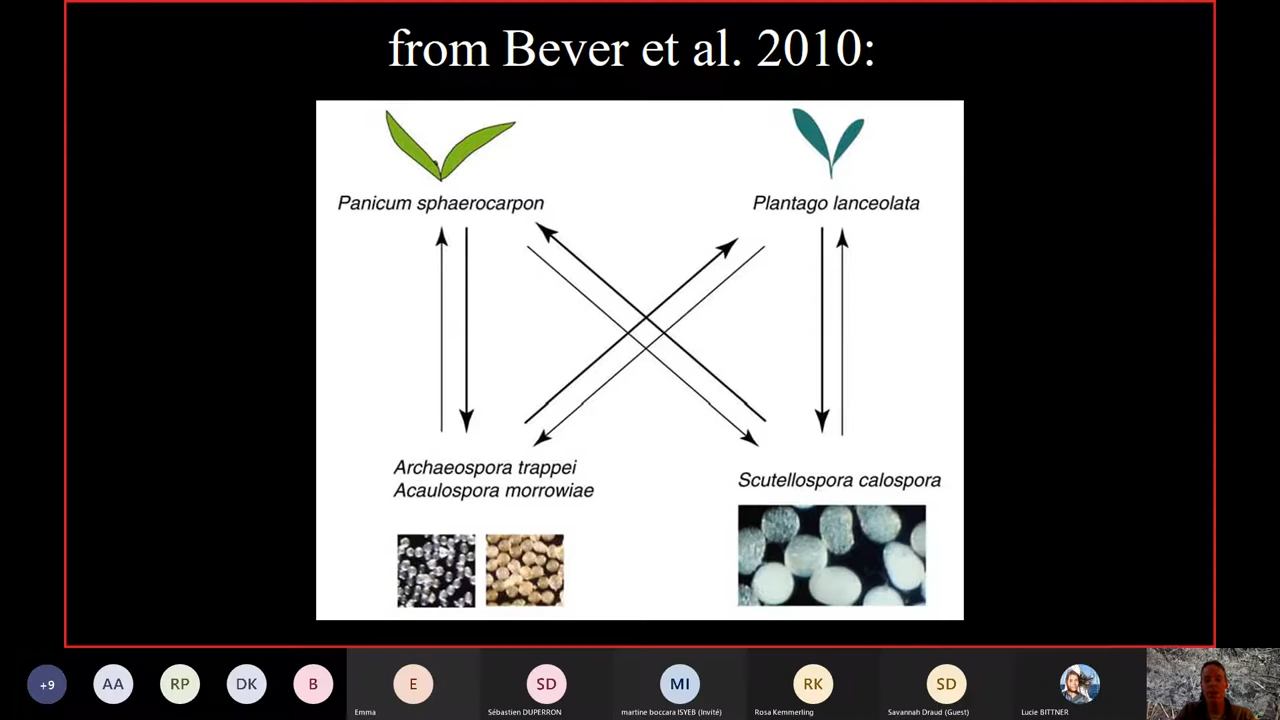 from Bever et al. 2010:
Panicum sphaerocarpon
Plantago lanceolata
Archaeospora trappei
Acaulospora morrowiae
Scutellospora calospora
+9
AA
RP
DK
B
E
SD
MI
RK
SD
Emma
Sébastien DUPERRON
martine boccara ISYEB (Invité)
Rosa Kemmerling
Savannah Draud (Guest)
Lucie BITTNER